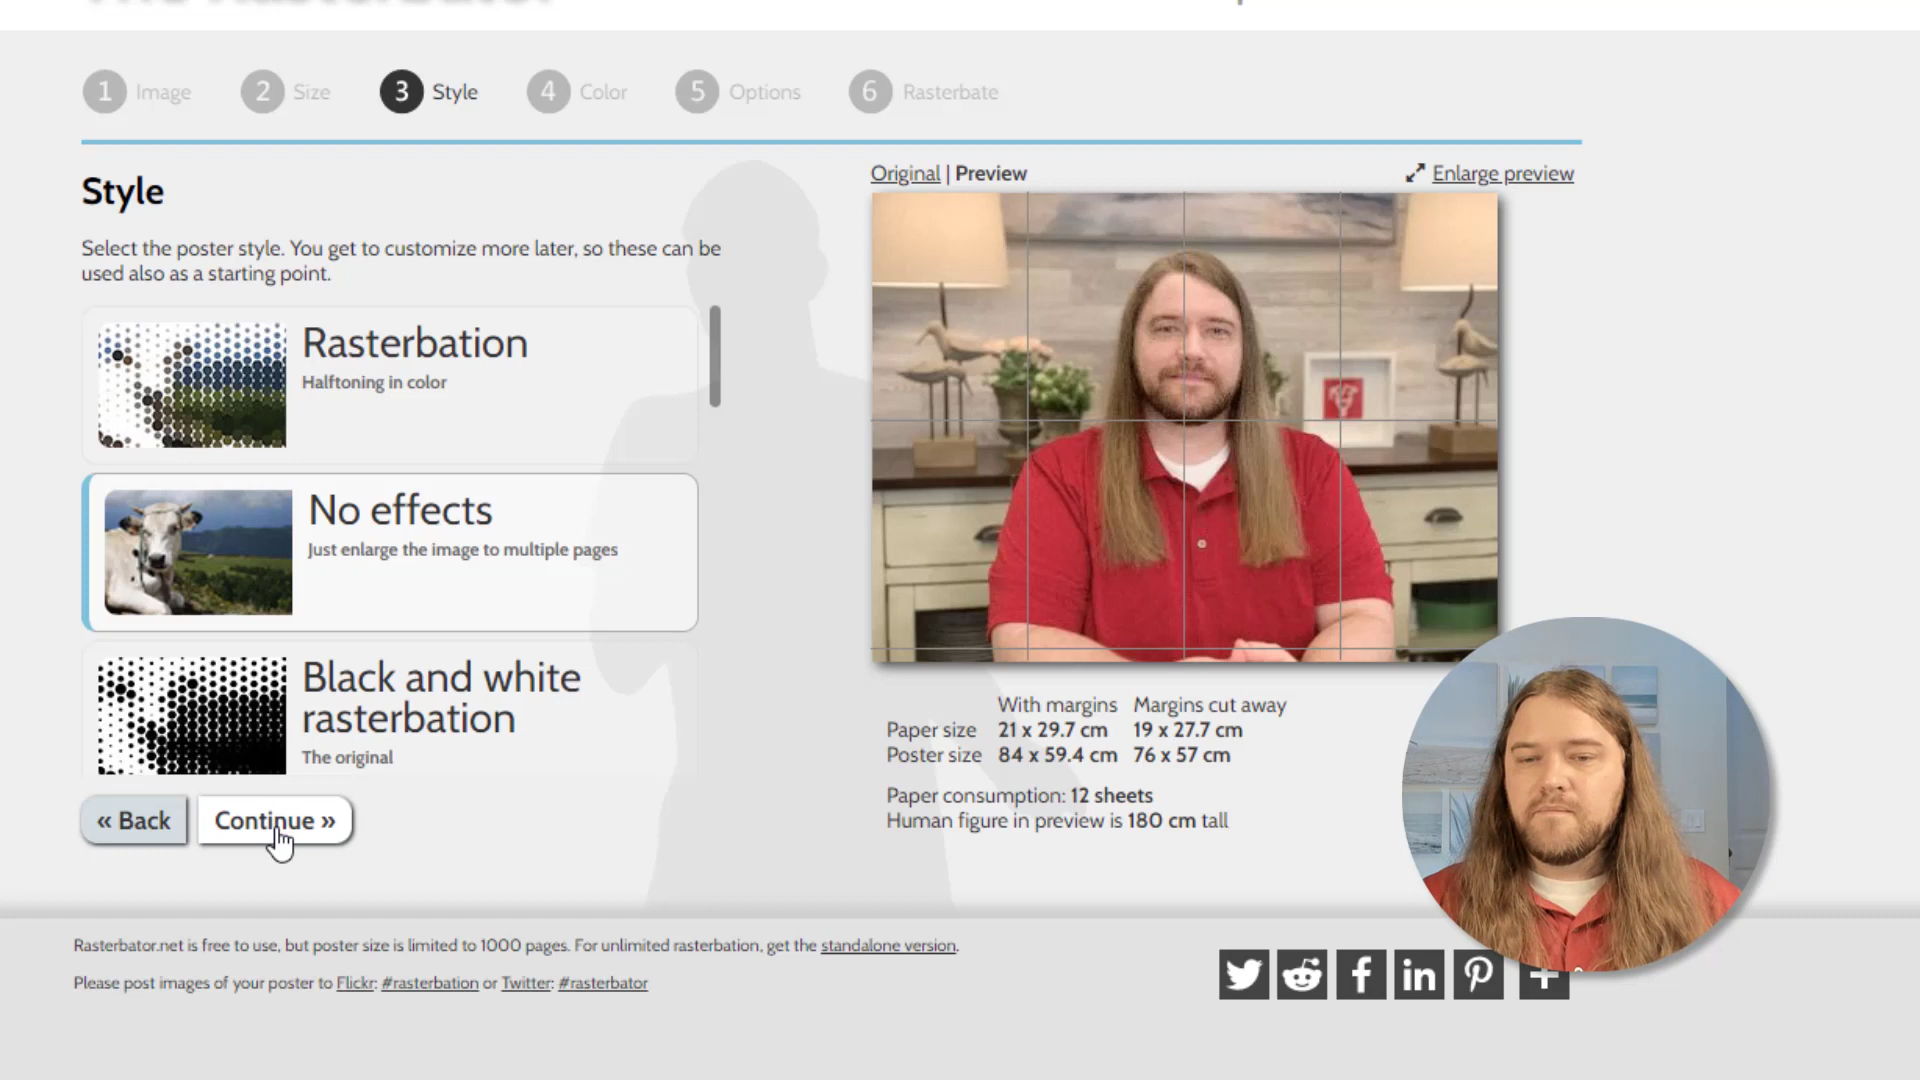 1 Image 2 Size 3 Style 4 Color 5 Options 6 Rasterbate
Style
Select the poster style. You get to customize more later, so these can be
used also as a starting point.
Rasterbation
Halftoning in color
No effects
Just enlarge the image to multiple pages
Black and white
rasterbation
The original
« Back Continue »
Original | Preview
Enlarge preview
With margins Margins cut away
Paper size 21 x 29.7 cm 19 x 27.7 cm
Poster size 84 x 59.4 cm 76 x 57 cm
Paper consumption: 12 sheets
Human figure in preview is 180 cm tall
Rasterbator.net is free to use, but poster size is limited to 1000 pages. For unlimited rasterbation, get the standalone version.
Please post images of your poster to Flickr: #rasterbation or Twitter: #rasterbator